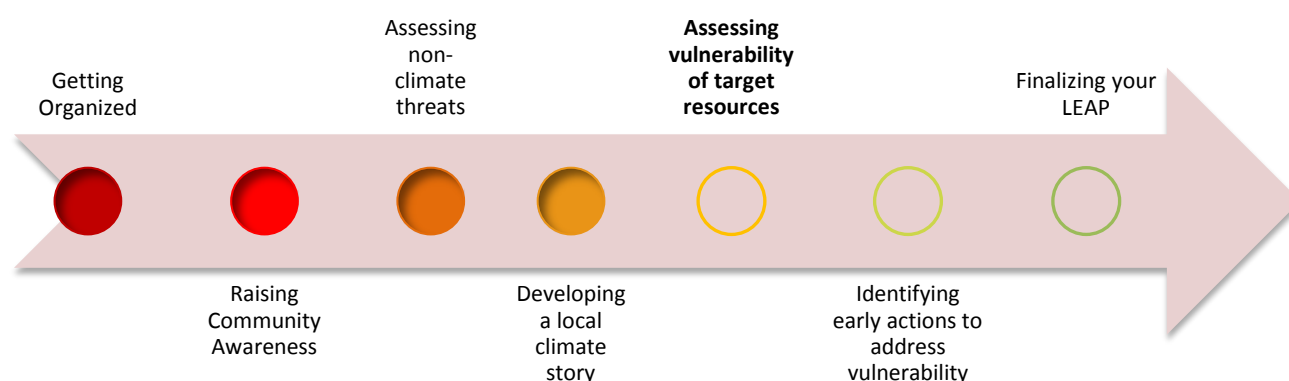 Getting
Organized
Raising
Community
Awareness
Assessing
non-
climate
threats
Developing
a local
climate
story
Assessing
vulnerability
of target
resources
Identifying
early actions to
address
vulnerability
Finalizing your
LEAP